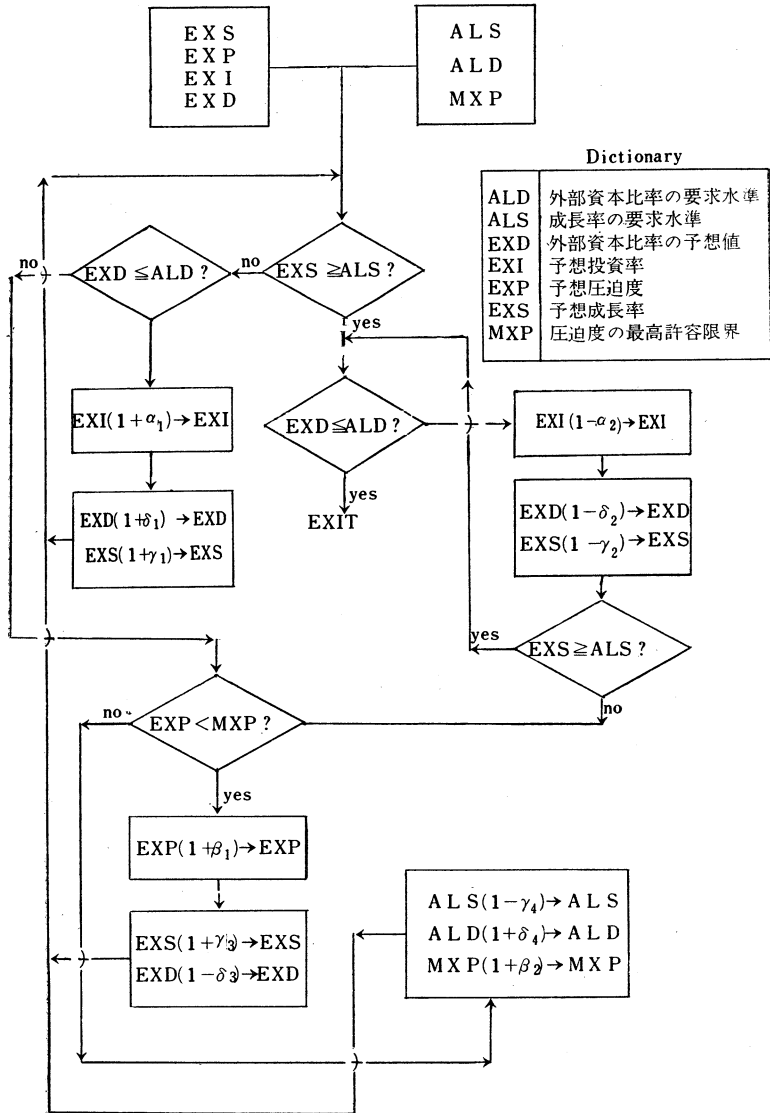 EXS
EXP
EXI
EXD
ALS
ALD
MXP
Dictionary
ALD 外部資本比率の要求水準
ALS 成長率の要求水準
EXD 外部資本比率の予想値
EXI 予想投資率
EXP 予想圧迫度
EXS 予想成長率
MXP 圧迫度の最高許容限界
no
EXD≦ALD?
no
EXS≧ALS?
yes
EXI(1+α₁)→EXI
EXD≦ALD?
EXI(1-α₂)→EXI
yes
EXIT
EXD(1+δ₁)→EXD
EXS(1+γ₁)→EXS
EXD(1-δ₂)→EXD
EXS(1-γ₂)→EXS
yes
EXS≧ALS?
no
no
EXP<MXP?
yes
EXP(1+β₁)→EXP
EXS(1+γ₃)→EXS
EXD(1-δ₃)→EXD
ALS(1-γ₄)→ALS
ALD(1+δ₄)→ALD
MXP(1+β₂)→MXP